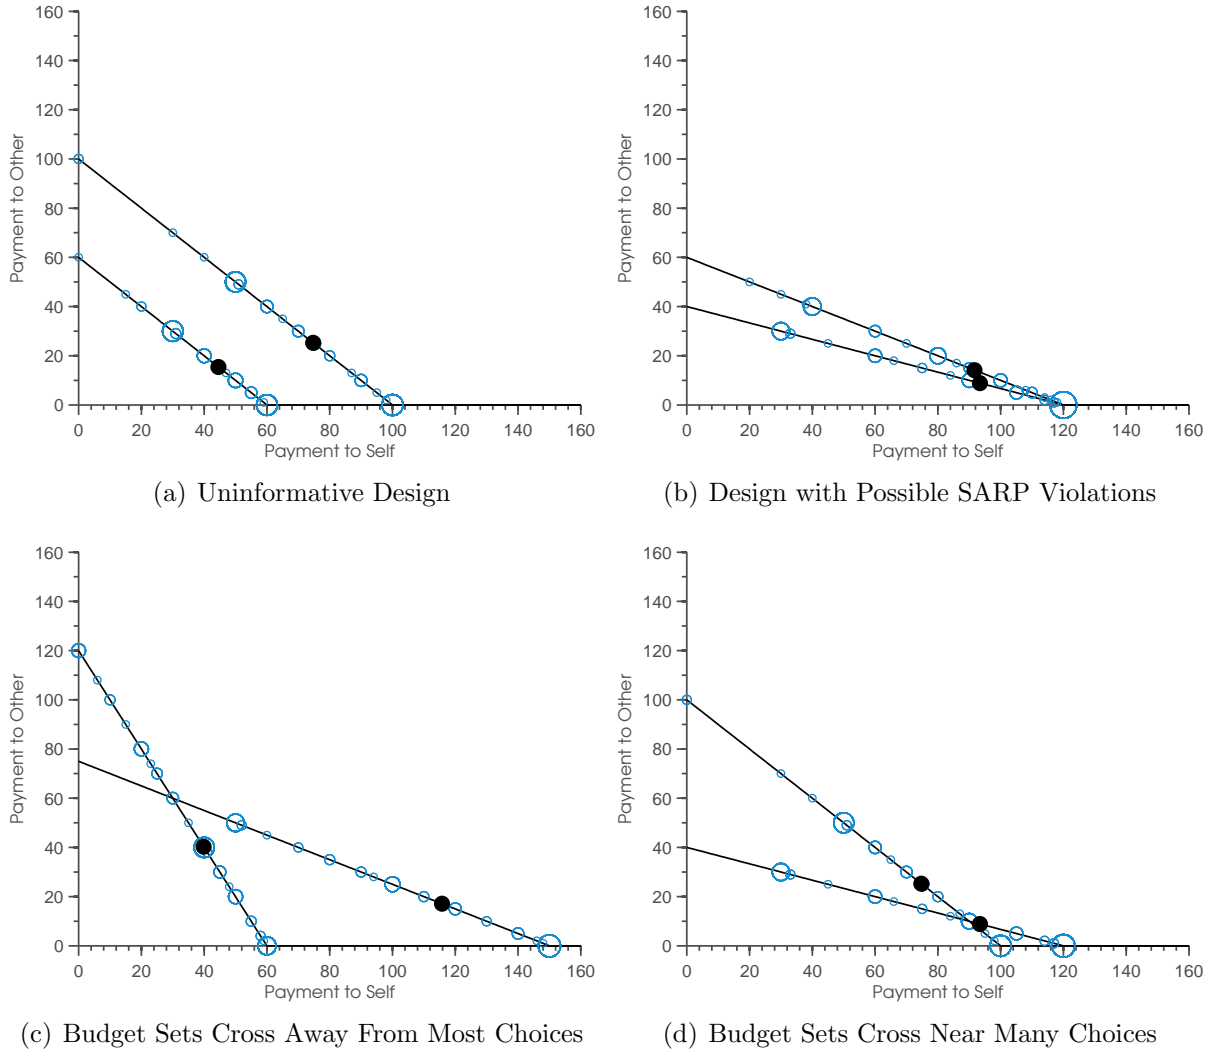 160
140
120
100
80
60
40
20
0
Payment to Other
0 20 40 60 80 100 120 140 160
Payment to Self
(a) Uninformative Design
160
140
120
100
80
60
40
20
0
Payment to Other
0 20 40 60 80 100 120 140 160
Payment to Self
(b) Design with Possible SARP Violations
160
140
120
100
80
60
40
20
0
Payment to Other
0 20 40 60 80 100 120 140 160
Payment to Self
(c) Budget Sets Cross Away From Most Choices
160
140
120
100
80
60
40
20
0
Payment to Other
0 20 40 60 80 100 120 140 160
Payment to Self
(d) Budget Sets Cross Near Many Choices